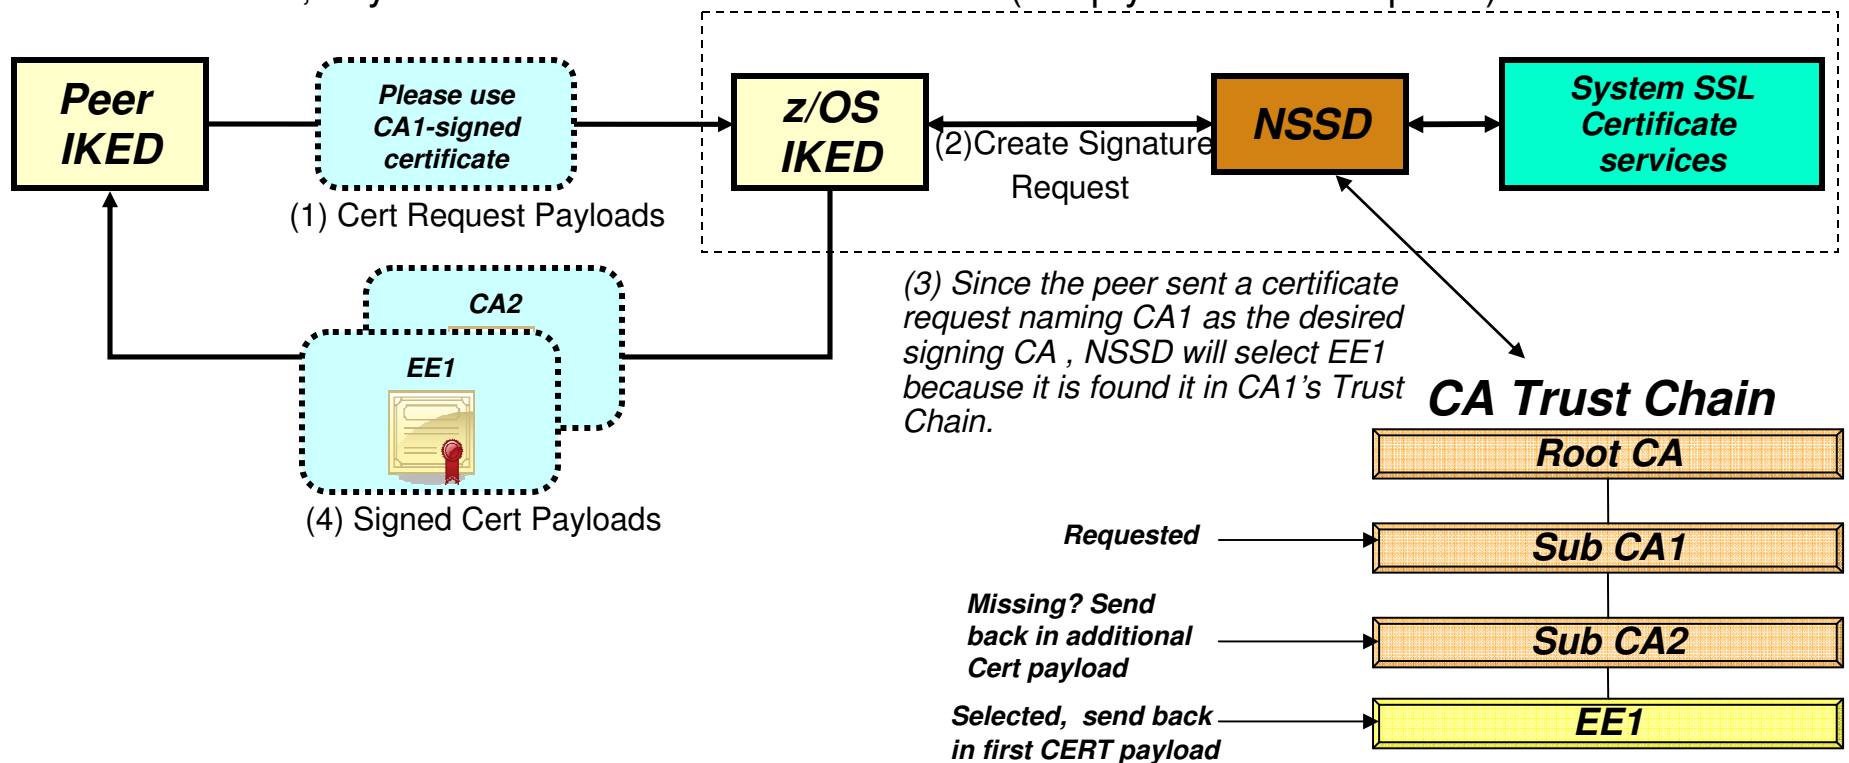 Peer
IKED
Please use
CA1-signed
certificate
(1) Cert Request Payloads
z/OS
IKED
(2)Create Signature
Request
NSSD
System SSL
Certificate
services
CA2
EE1
(4) Signed Cert Payloads
(3) Since the peer sent a certificate
request naming CA1 as the desired
signing CA , NSSD will select EE1
because it is found it in CA1's Trust
Chain.
CA Trust Chain
Root CA
Requested
Sub CA1
Missing? Send
back in additional
Cert payload
Sub CA2
Selected, send back
in first CERT payload
EE1